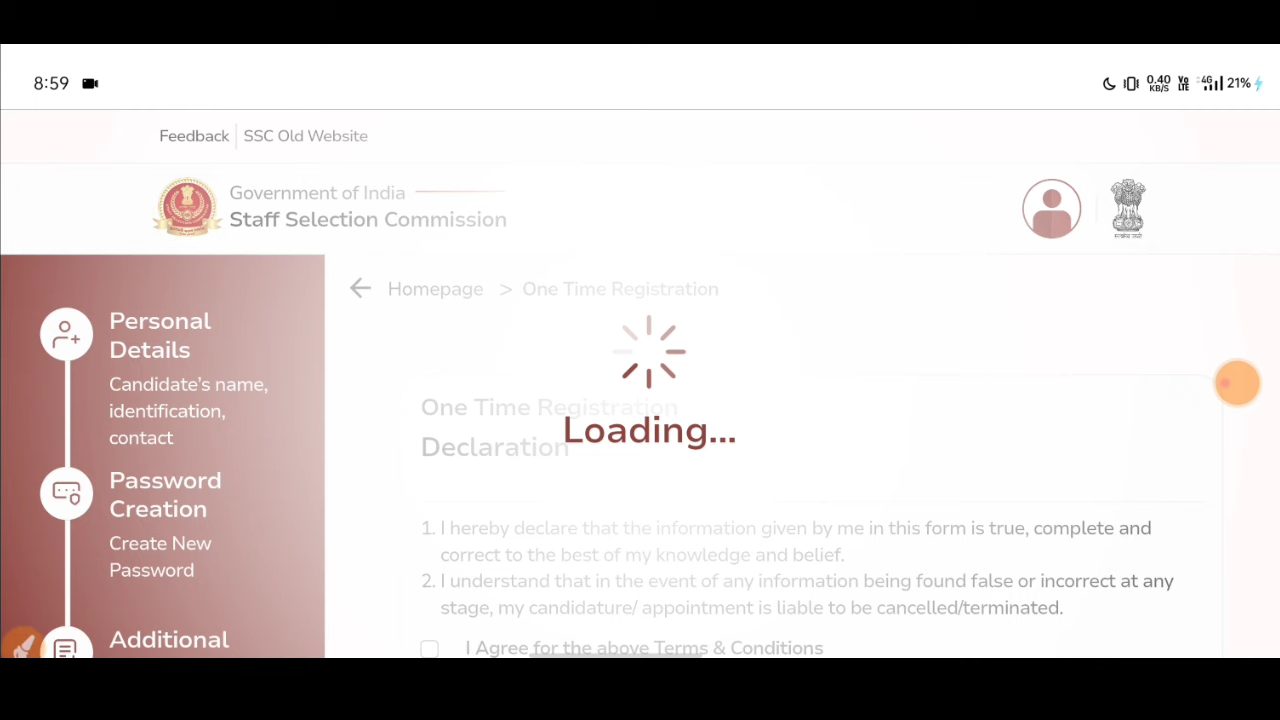 8:59
0.40 KB/S Vo LTE 4G 21%
Feedback SSC Old Website
Government of India
Staff Selection Commission
Homepage > One Time Registration
Personal
Details
Candidate's name,
identification,
contact
Password
Creation
Create New
Password
Additional
Loading...
One Time Registration
Declaration
1. I hereby declare that the information given by me in this form is true, complete and
correct to the best of my knowledge and belief.
2. I understand that in the event of any information being found false or incorrect at any
stage, my candidature/ appointment is liable to be cancelled/terminated.
I Agree for the above Terms & Conditions